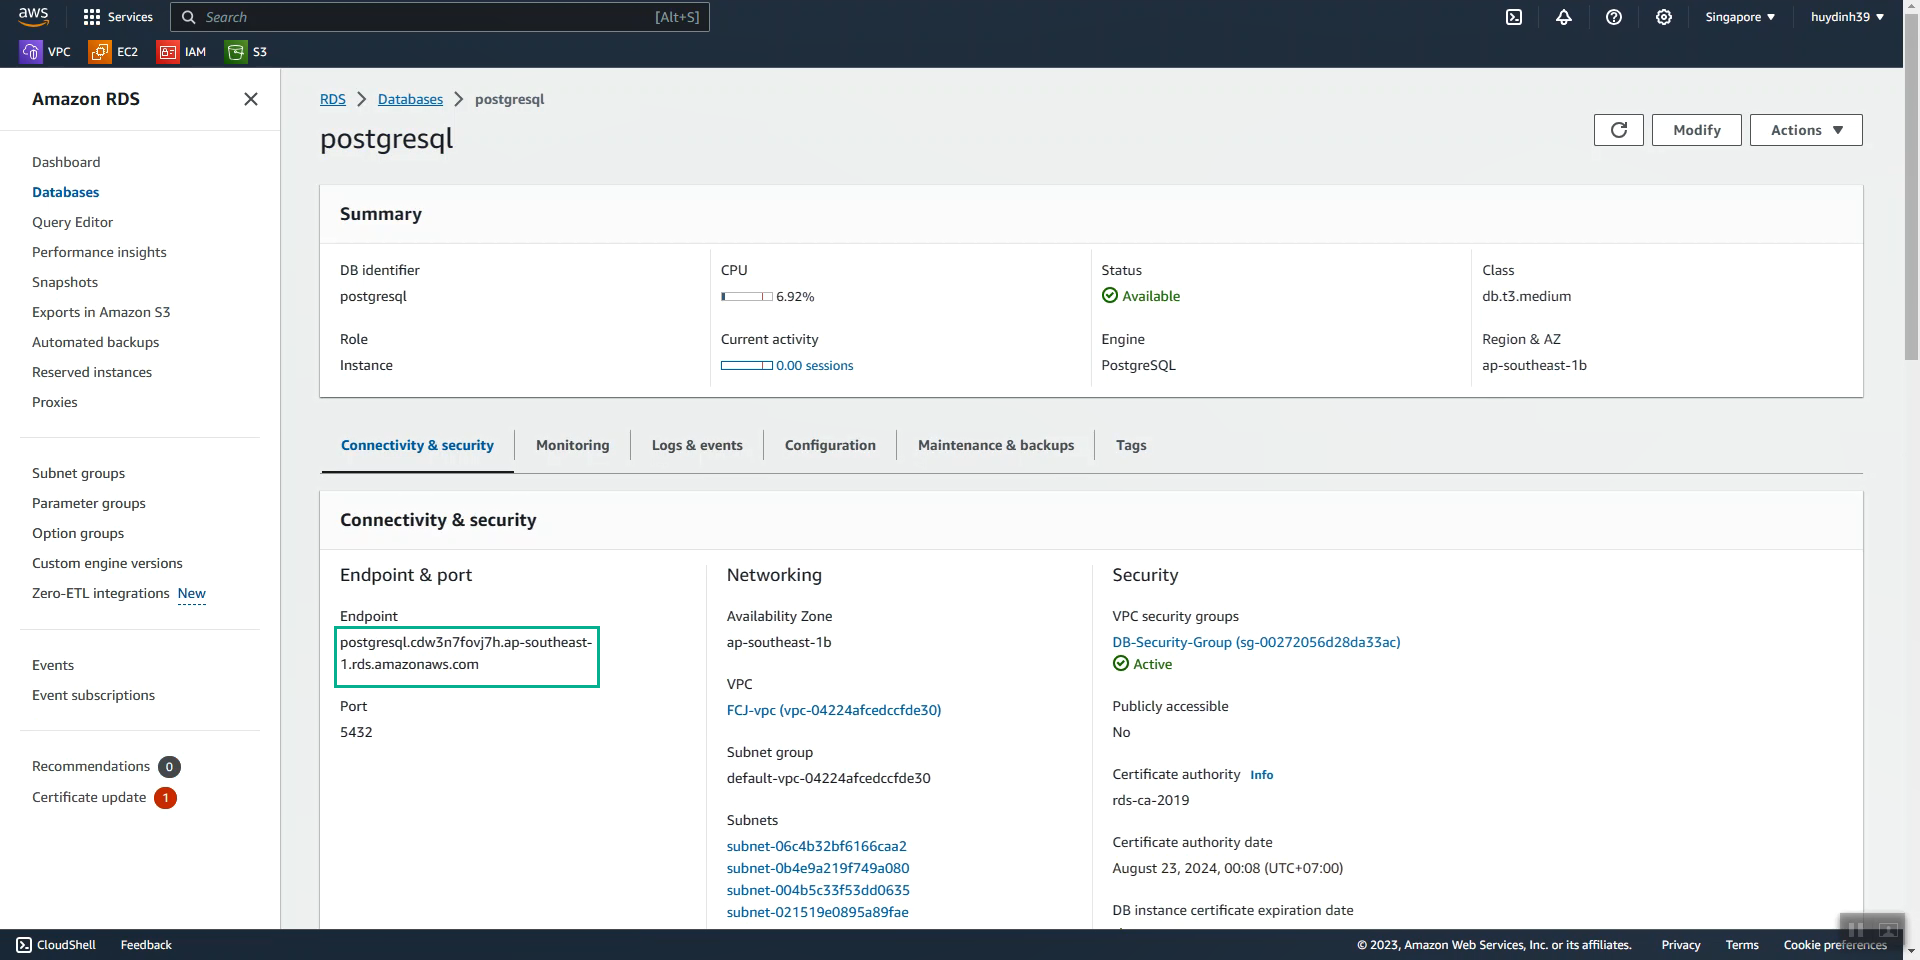 aws
Services
Search
[Alt+S]
Singapore
huydinh39
VPC
EC2
IAM
S3
Amazon RDS
Dashboard
Databases
Query Editor
Performance insights
Snapshots
Exports in Amazon S3
Automated backups
Reserved instances
Proxies
Subnet groups
Parameter groups
Option groups
Custom engine versions
Zero-ETL integrations New
Events
Event subscriptions
Recommendations 0
Certificate update 1
RDS > Databases > postgresql
postgresql
Modify
Actions
Summary
DB identifier
postgresql
Role
Instance
CPU
6.92%
Current activity
0.00 sessions
Status
Available
Engine
PostgreSQL
Class
db.t3.medium
Region & AZ
ap-southeast-1b
Connectivity & security
Monitoring
Logs & events
Configuration
Maintenance & backups
Tags
Connectivity & security
Endpoint & port
Endpoint
postgresql.cdw3n7fovj7h.ap-southeast-
1.rds.amazonaws.com
Port
5432
Networking
Availability Zone
ap-southeast-1b
VPC
FCJ-vpc (vpc-04224afcedccfde30)
Subnet group
default-vpc-04224afcedccfde30
Subnets
subnet-06c4b32bf6166caa2
subnet-0b4e9a219f749a080
subnet-004b5c33f53dd0635
subnet-021519e0895a89fae
Security
VPC security groups
DB-Security-Group (sg-00272056d28da33ac)
Active
Publicly accessible
No
Certificate authority Info
rds-ca-2019
Certificate authority date
August 23, 2024, 00:08 (UTC+07:00)
DB instance certificate expiration date
CloudShell
Feedback
© 2023, Amazon Web Services, Inc. or its affiliates.
Privacy
Terms
Cookie preferences